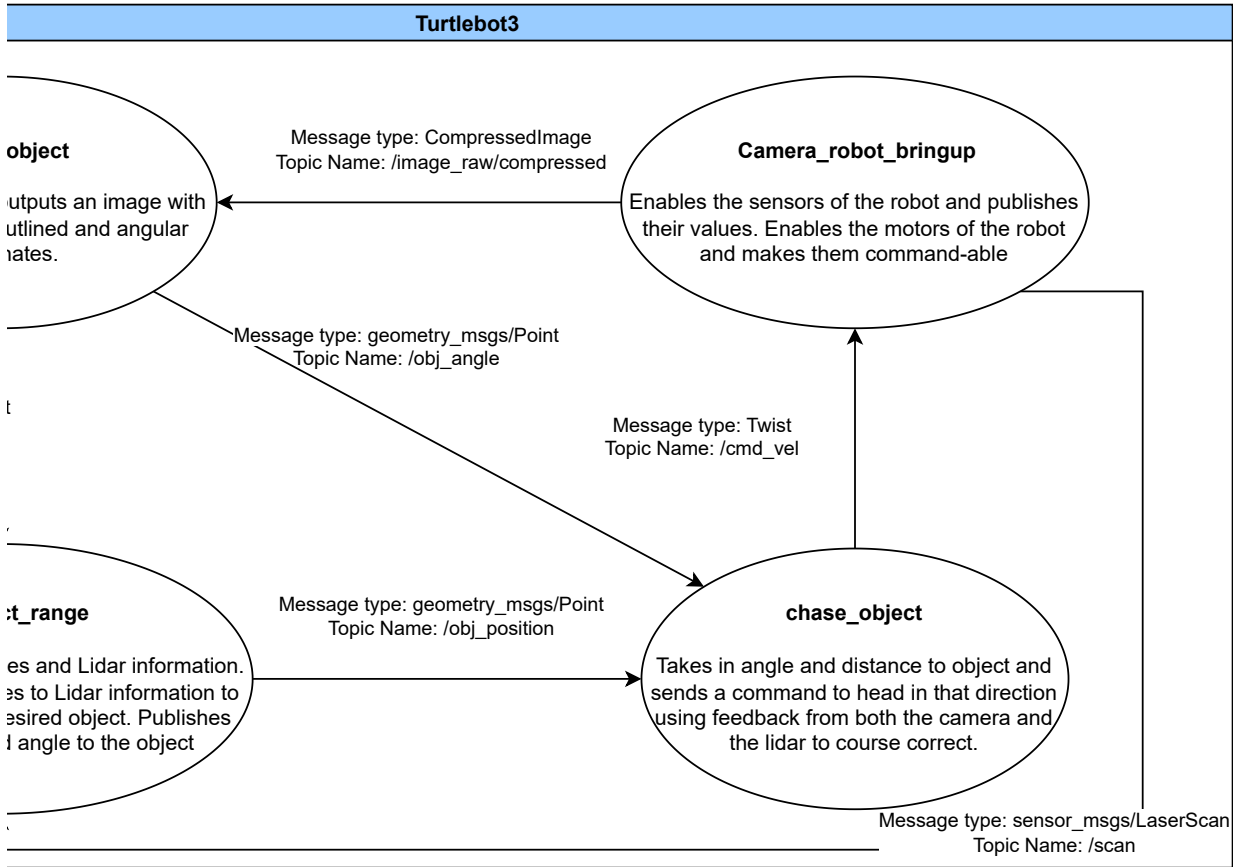 Turtlebot3
object
utputs an image with
utlined and angular
nates.
Message type: CompressedImage
Topic Name: /image_raw/compressed
Camera_robot_bringup
Enables the sensors of the robot and publishes
their values. Enables the motors of the robot
and makes them command-able
Message type: geometry_msgs/Point
Topic Name: /obj_angle
t
Message type: Twist
Topic Name: /cmd_vel
ct_range
es and Lidar information.
es to Lidar information to
esired object. Publishes
d angle to the object
Message type: geometry_msgs/Point
Topic Name: /obj_position
chase_object
Takes in angle and distance to object and
sends a command to head in that direction
using feedback from both the camera and
the lidar to course correct.
Message type: sensor_msgs/LaserScan
Topic Name: /scan